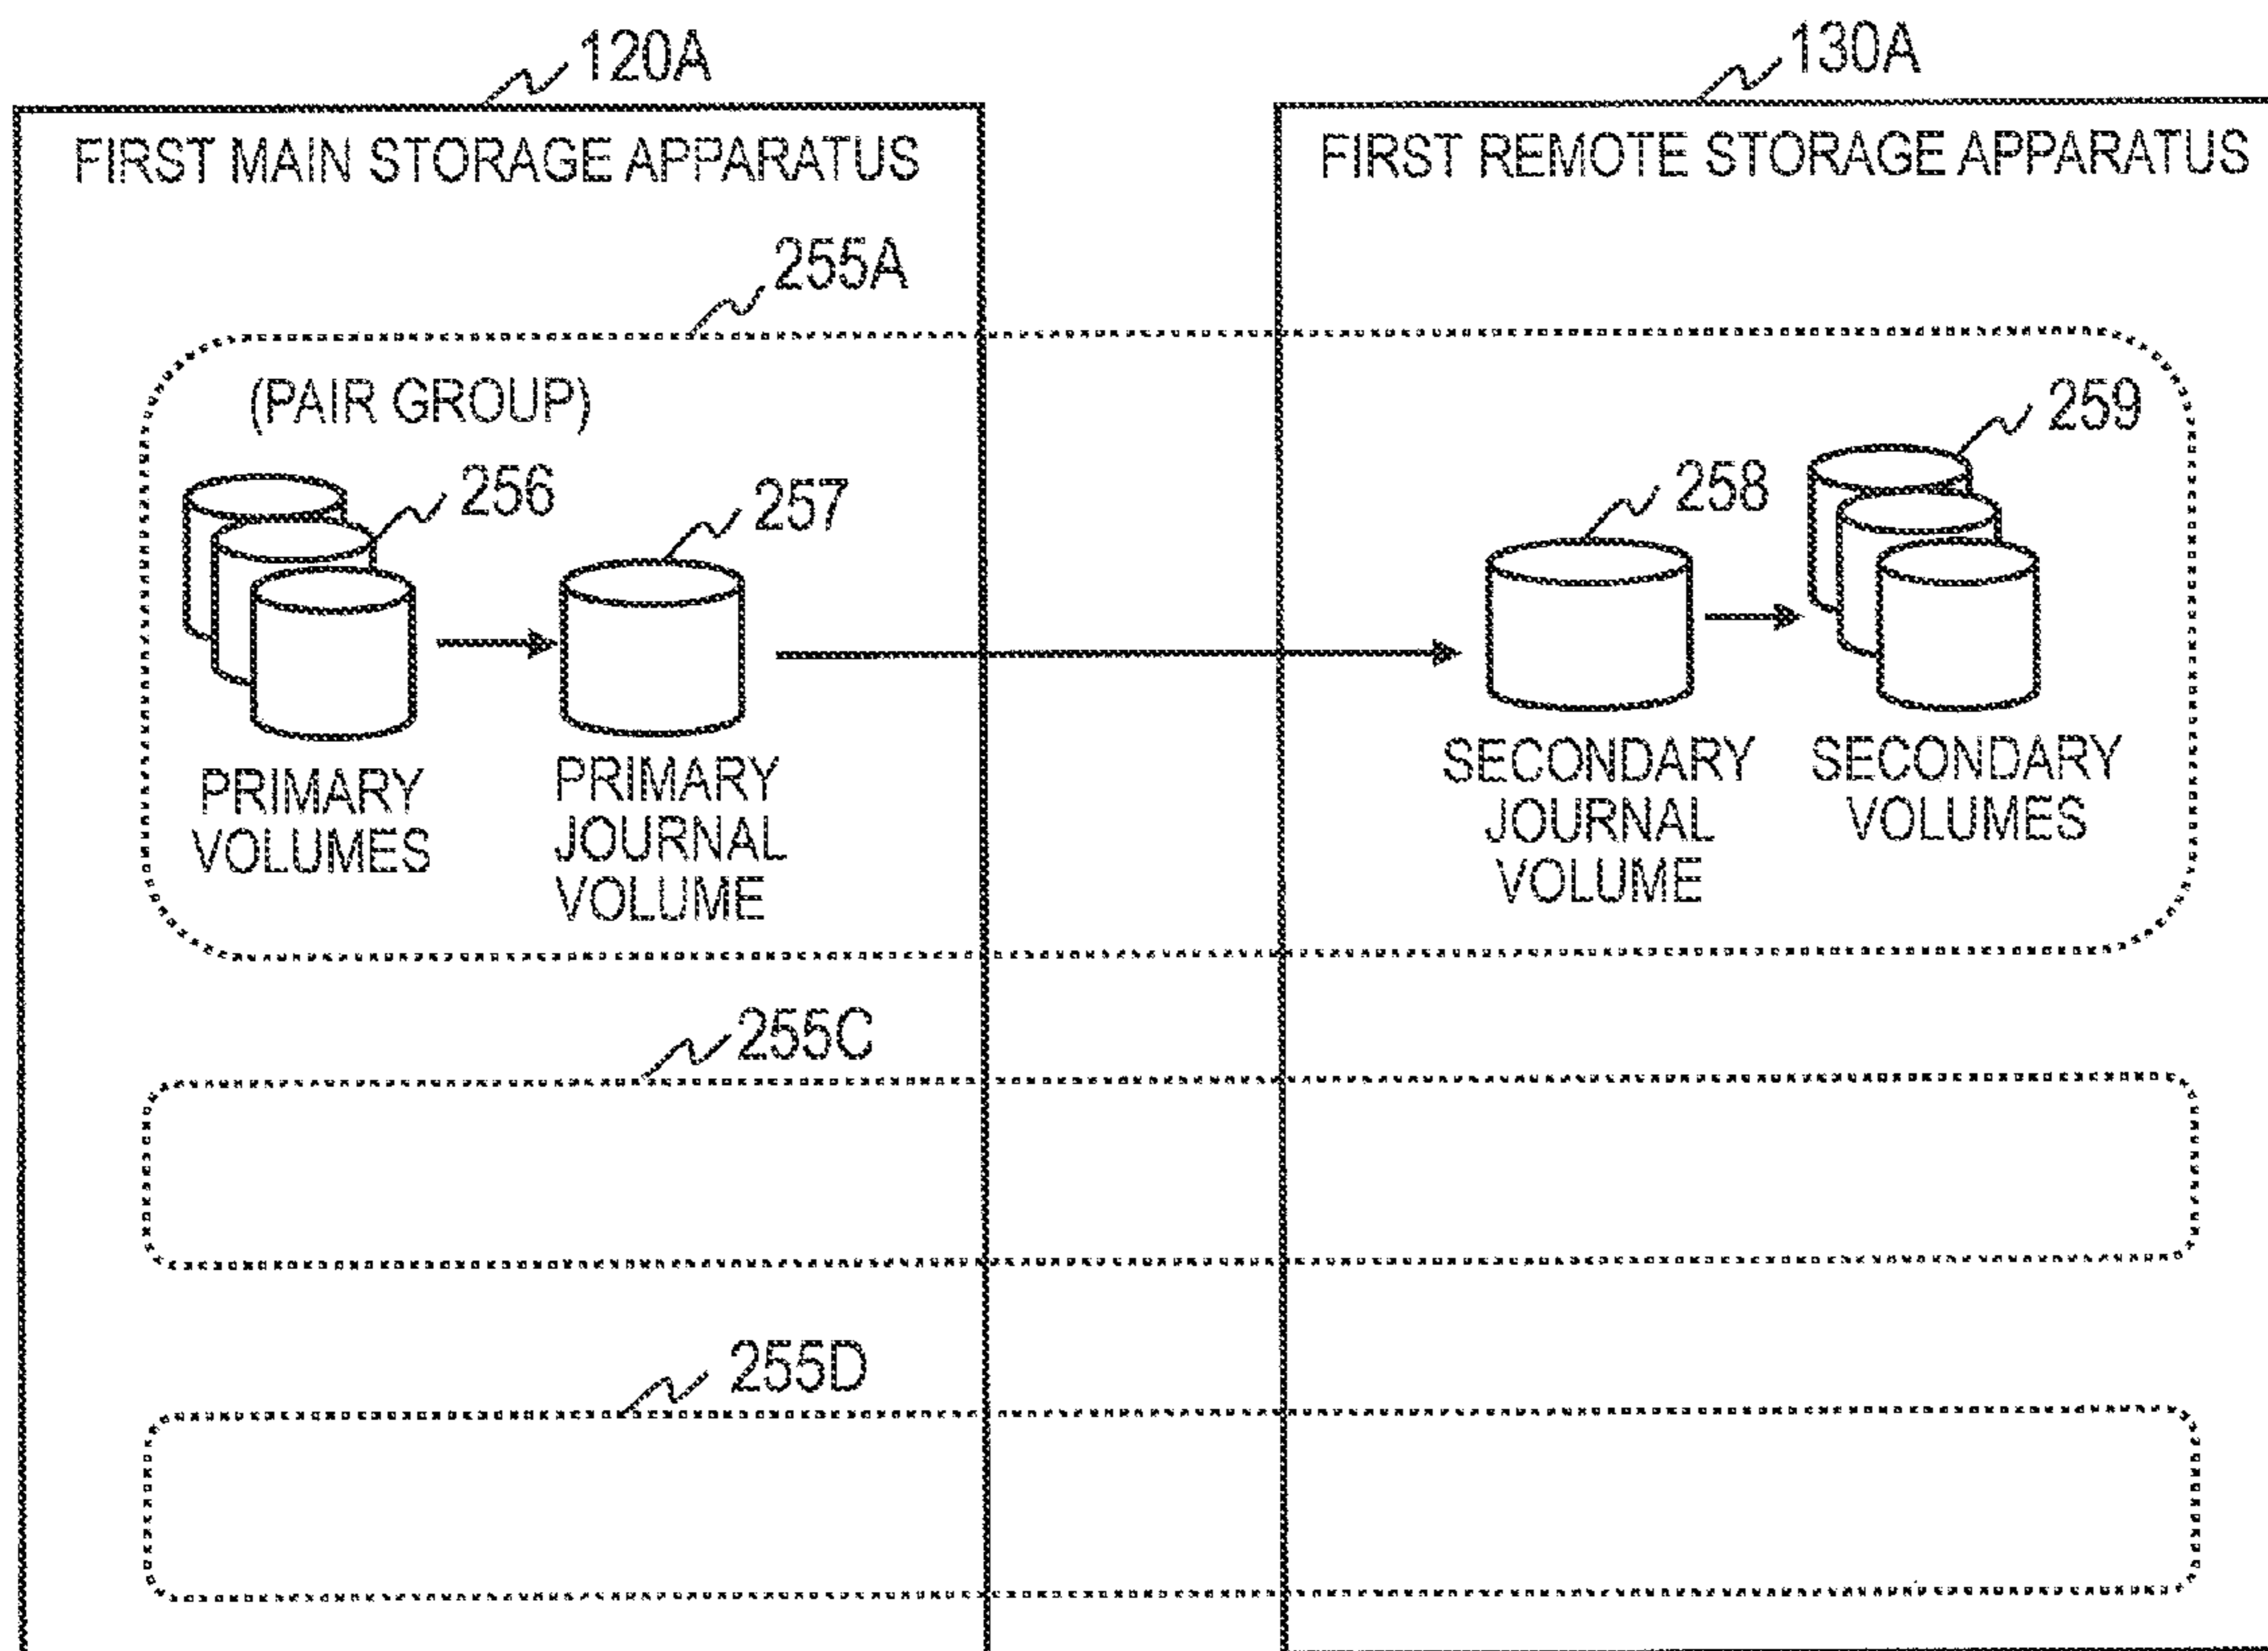 120A
130A
FIRST MAIN STORAGE APPARATUS
FIRST REMOTE STORAGE APPARATUS
255A
(PAIR GROUP)
256
257
258
259
PRIMARY
VOLUMES
PRIMARY
JOURNAL
VOLUME
SECONDARY
JOURNAL
VOLUME
SECONDARY
VOLUMES
255C
255D